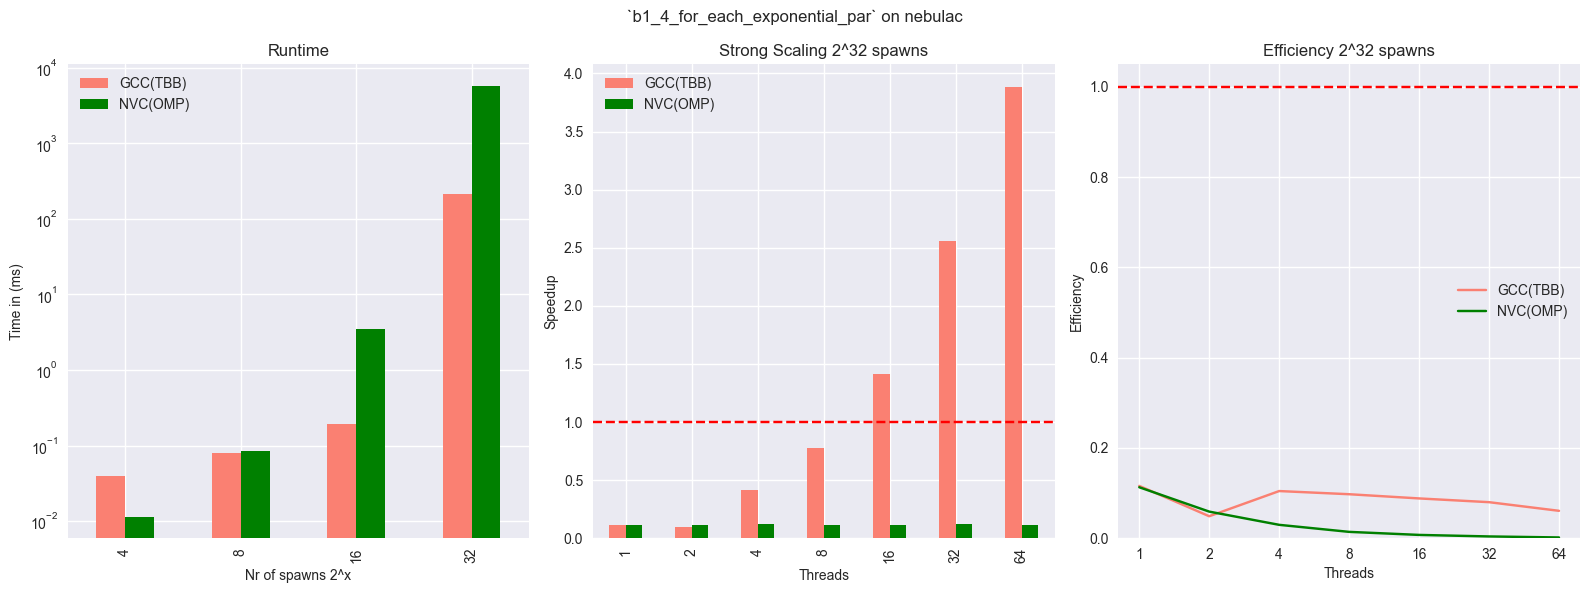 `b1_4_for_each_exponential_par` on nebulac
Runtime
GCC(TBB)
NVC(OMP)
Time in (ms)
10^4
10^3
10^2
10^1
10^0
10^−1
10^−2
4
8
16
32
Nr of spawns 2^x
Strong Scaling 2^32 spawns
GCC(TBB)
NVC(OMP)
Speedup
4.0
3.5
3.0
2.5
2.0
1.5
1.0
0.5
0.0
1
2
4
8
16
32
64
Threads
Efficiency 2^32 spawns
GCC(TBB)
NVC(OMP)
Efficiency
1.0
0.8
0.6
0.4
0.2
0.0
1
2
4
8
16
32
64
Threads